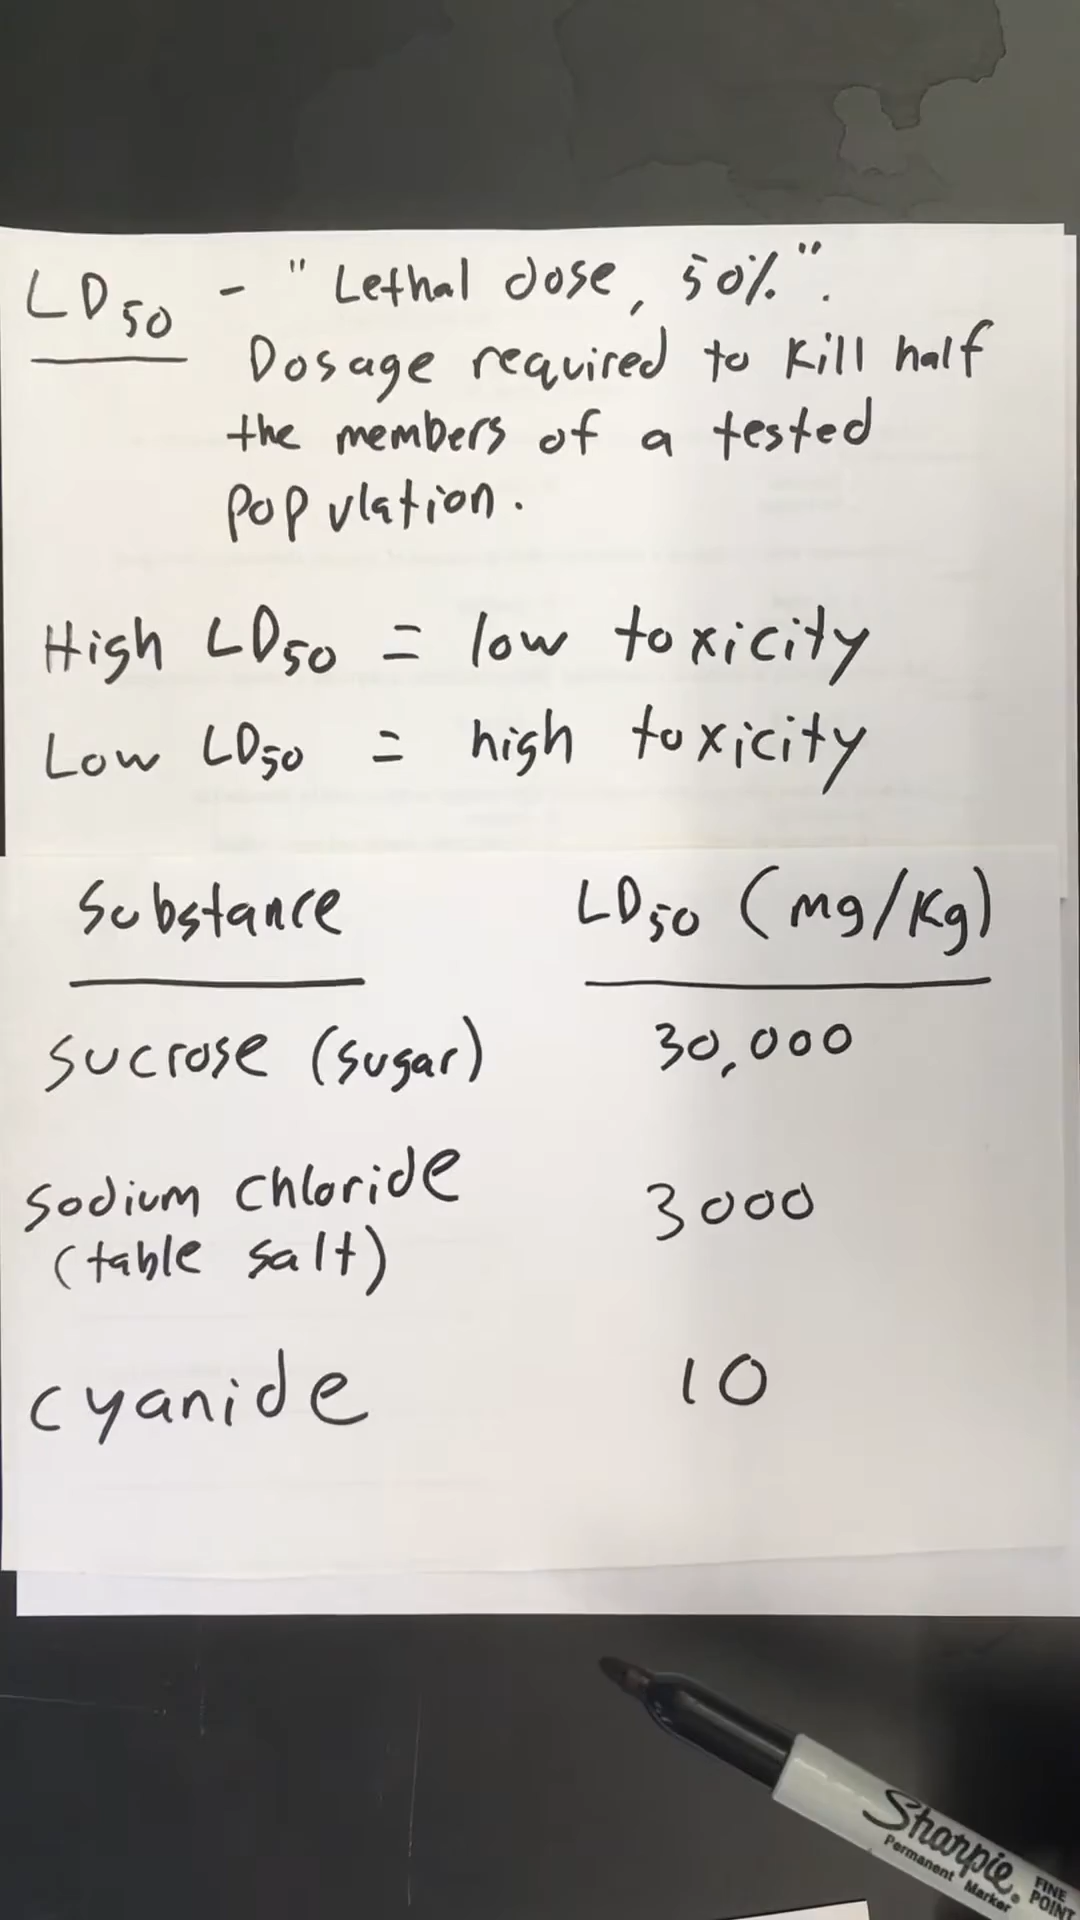 LD50 - "Lethal dose, 50%".
Dosage required to kill half
the members of a tested
population.
High LD50 = low toxicity
Low LD50 = high toxicity
Substance LD50 (mg/Kg)
Sucrose (sugar) 30,000
Sodium chloride 3000
(table salt)
cyanide 10
Sharpie.
Permanent Marker
FINE
POINT